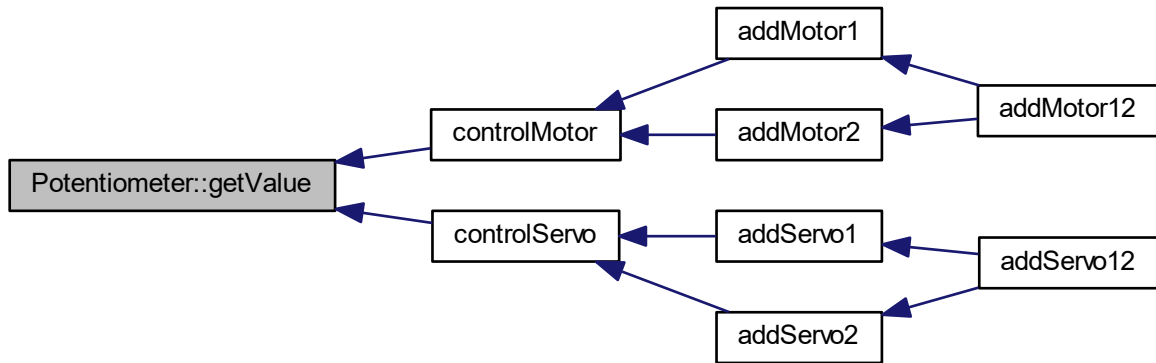 addMotor1
addMotor12
controlMotor
addMotor2
Potentiometer::getValue
controlServo
addServo1
addServo12
addServo2